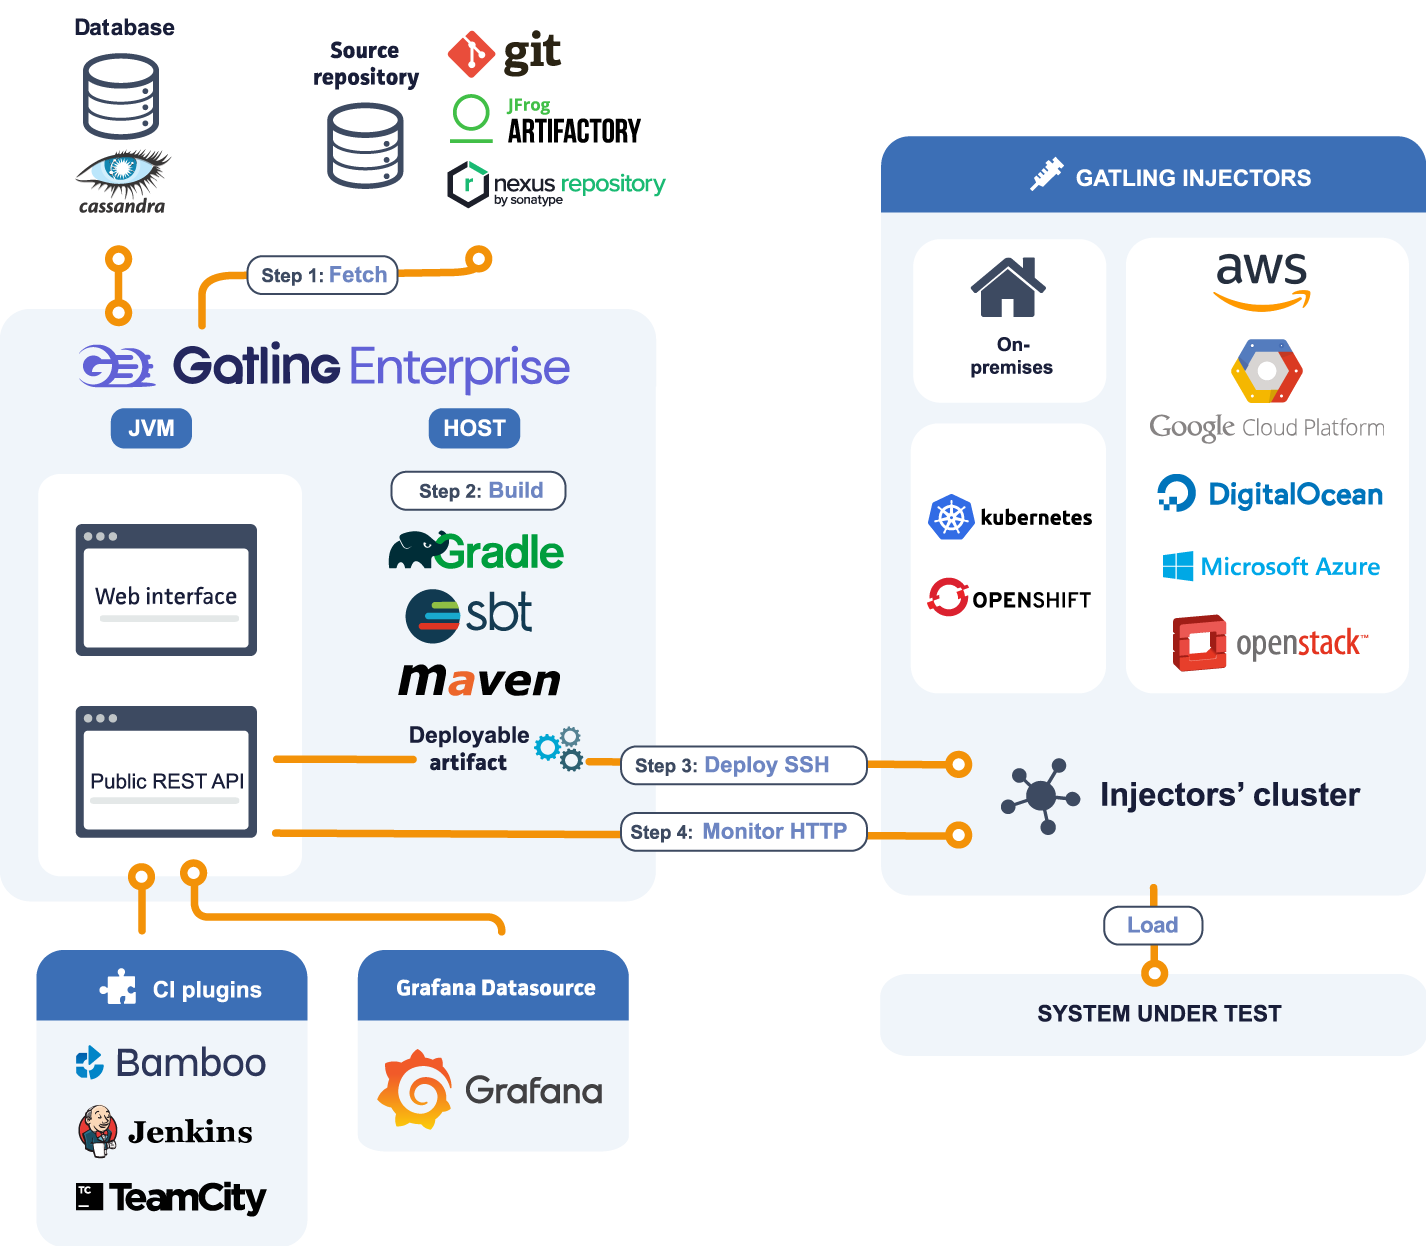 Database
cassandra
Source
repository
git
JFrog
ARTIFACTORY
r
nexus repository
by sonatype
Step 1: Fetch
Gatling Enterprise
JVM
HOST
Step 2: Build
Gradle
sbt
maven
Web interface
Public REST API
Deployable
artifact
Step 3: Deploy SSH
Step 4: Monitor HTTP
CI plugins
Bamboo
Jenkins
TC
TeamCity
Grafana Datasource
Grafana
GATLING INJECTORS
On-
premises
kubernetes
OPENSHIFT
aws
Google Cloud Platform
DigitalOcean
Microsoft Azure
openstack™
Injectors’ cluster
Load
SYSTEM UNDER TEST